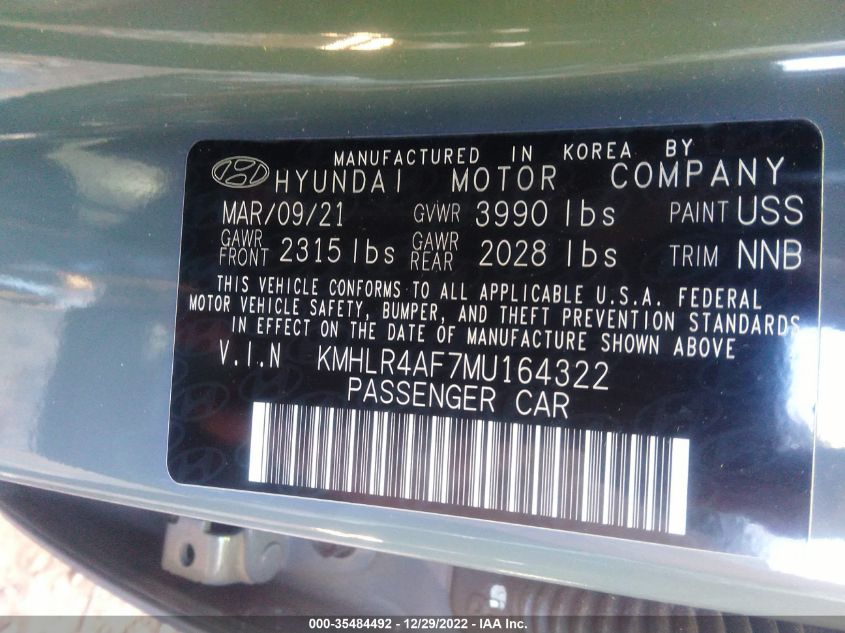 MANUFACTURED IN KOREA BY
HYUNDAI MOTOR COMPANY
MAR/09/21 GVWR 3990 lbs PAINT USS
GAWR FRONT 2315 lbs GAWR REAR 2028 lbs TRIM NNB
THIS VEHICLE CONFORMS TO ALL APPLICABLE U.S.A. FEDERAL
MOTOR VEHICLE SAFETY, BUMPER, AND THEFT PREVENTION STANDARDS
IN EFFECT ON THE DATE OF MANUFACTURE SHOWN ABOVE
V.I.N KMHLR4AF7MU164322
PASSENGER CAR
000-35484492 - 12/29/2022 - IAA Inc.